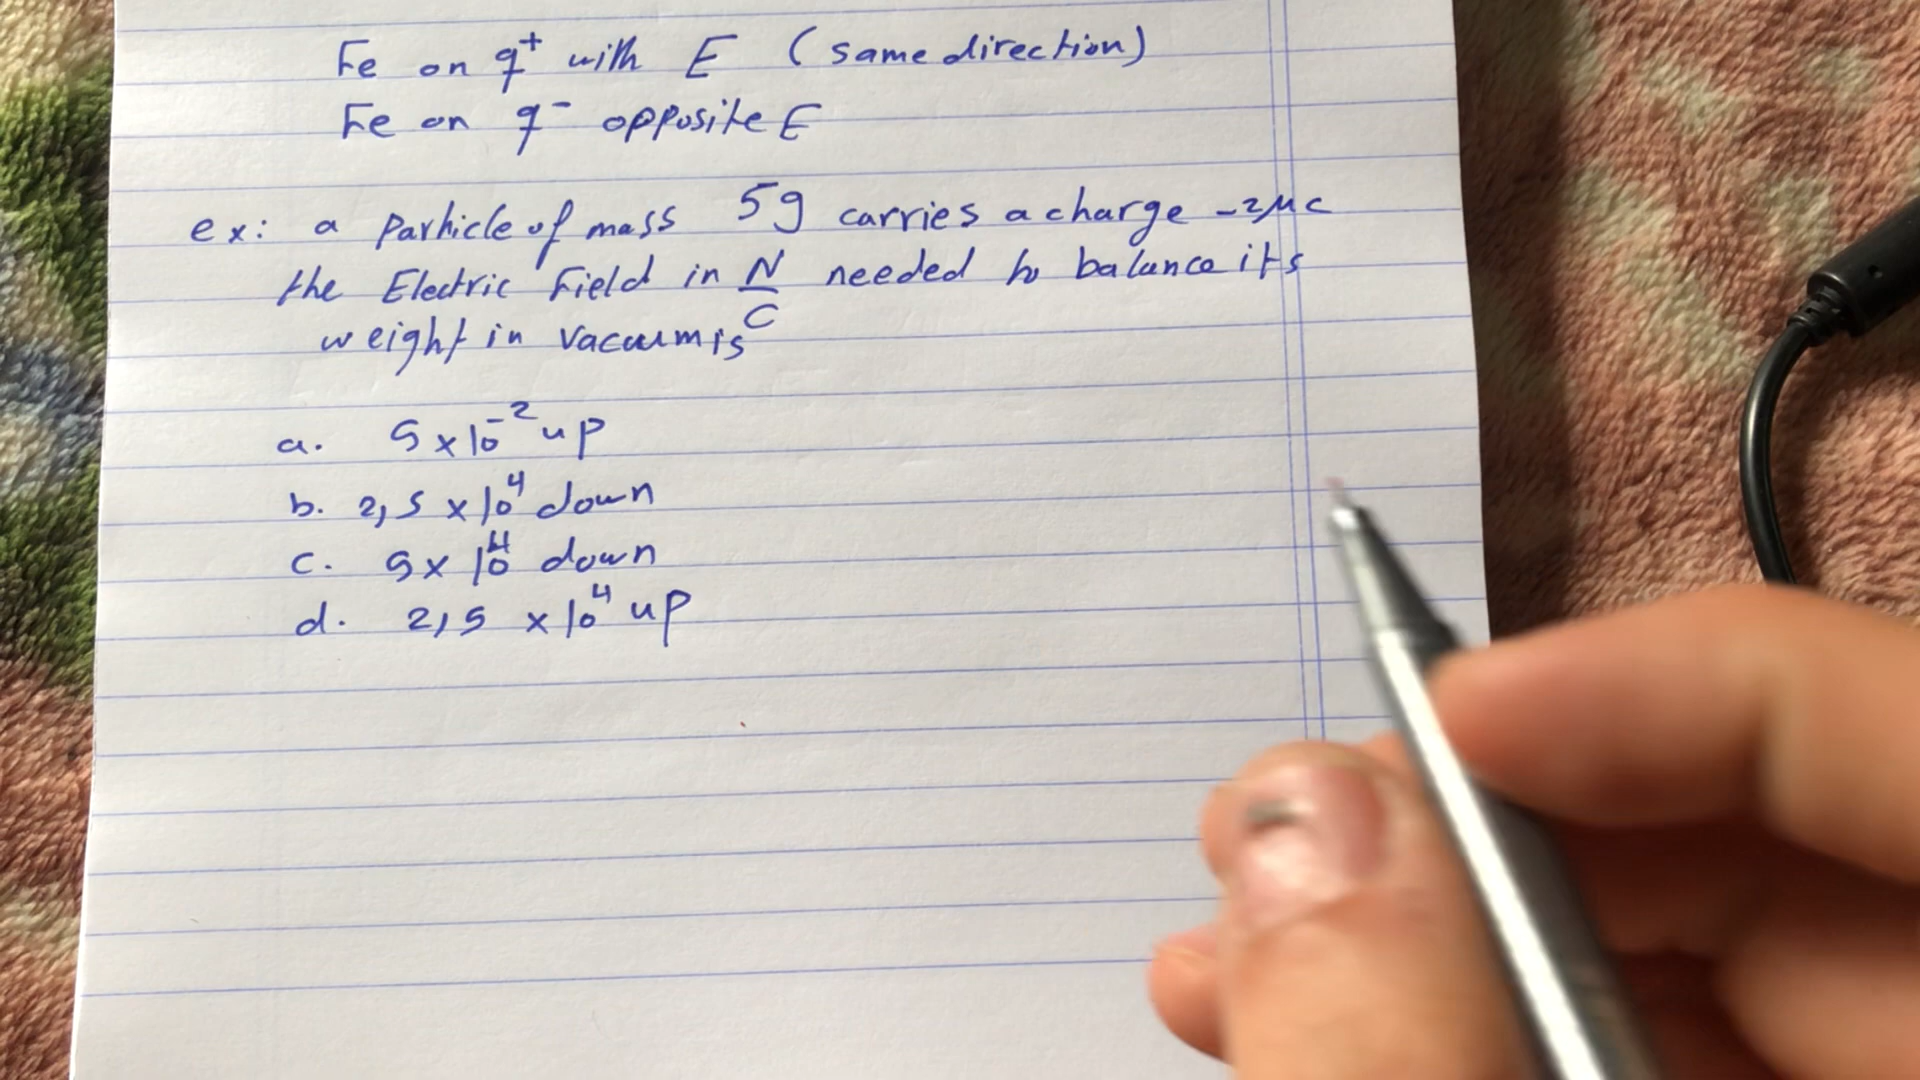 Fe on q⁺ with E (same direction)
Fe on q⁻ opposite E
ex: a particle of mass 5g carries a charge -2μc
the Electric Field in N/C needed to balance its
weight in vacuum is
a. 5 x 10⁻² up
b. 2,5 x 10⁴ down
c. 5 x 10⁴ down
d. 2,5 x 10⁴ up